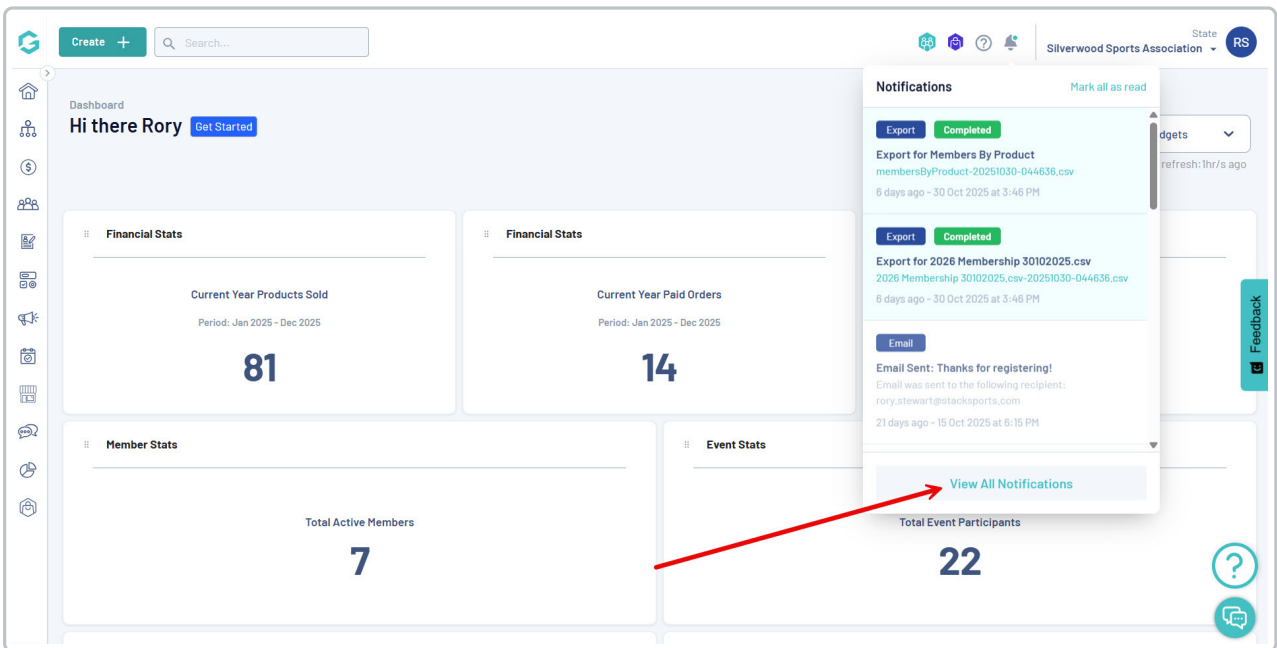 Create +
Search...
State
Silverwood Sports Association
RS
Dashboard
Hi there Rory
Get Started
dgets
refresh:1hr/s ago
Notifications
Mark all as read
Export
Completed
Export for Members By Product
membersByProduct-20251030-044636.csv
6 days ago - 30 Oct 2025 at 3:46 PM
Export
Completed
Export for 2026 Membership 30102025.csv
2026 Membership 30102025.csv-20251030-044636.csv
6 days ago - 30 Oct 2025 at 3:46 PM
Email
Email Sent: Thanks for registering!
Email was sent to the following recipient:
rory.stewart@stacksports.com
21 days ago - 15 Oct 2025 at 6:15 PM
View All Notifications
Financial Stats
Current Year Products Sold
Period: Jan 2025 - Dec 2025
81
Financial Stats
Current Year Paid Orders
Period: Jan 2025 - Dec 2025
14
Member Stats
Total Active Members
7
Event Stats
Total Event Participants
22
Feedback
?